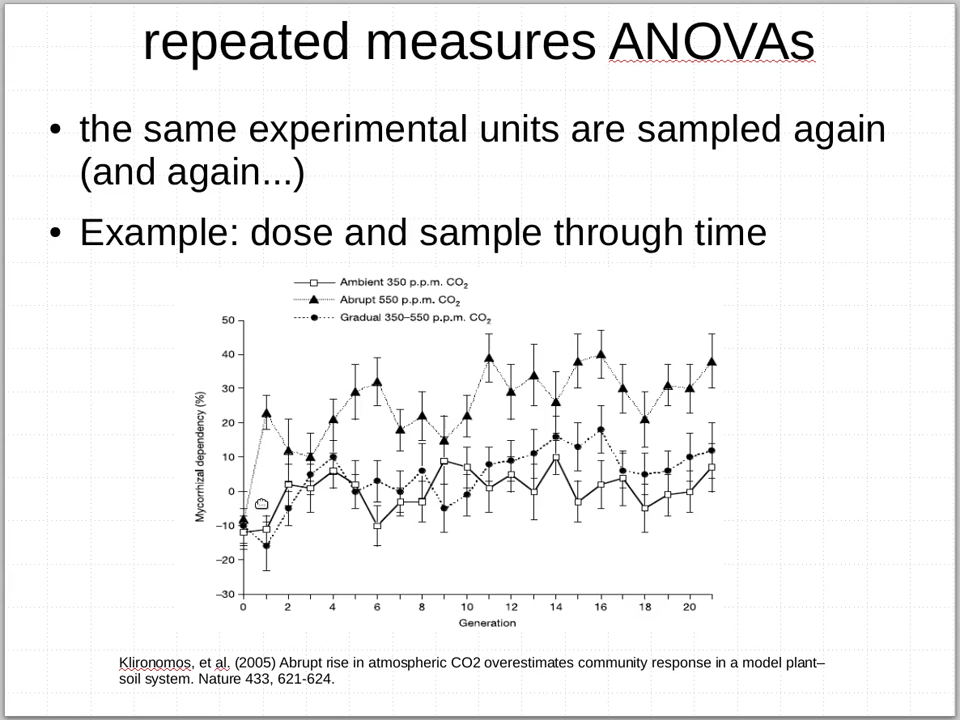 repeated measures ANOVAs
• the same experimental units are sampled again
(and again...)
• Example: dose and sample through time
Ambient 350 p.p.m. CO2
Abrupt 550 p.p.m. CO2
Gradual 350–550 p.p.m. CO2
Mycorrhizal dependency (%)
50
40
30
20
10
0
–10
–20
–30
0 2 4 6 8 10 12 14 16 18 20
Generation
Klironomos, et al. (2005) Abrupt rise in atmospheric CO2 overestimates community response in a model plant–
soil system. Nature 433, 621-624.